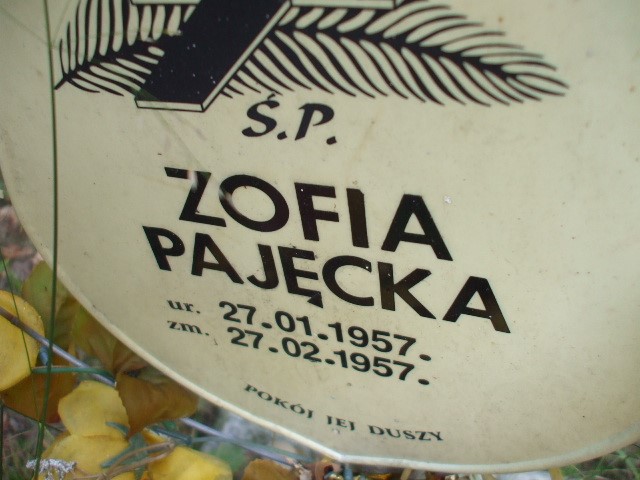 Ś.P.
ZOFIA
PAJĘCKA
ur. 27.01.1957.
zm. 27.02.1957.
POKÓJ JEJ DUSZY